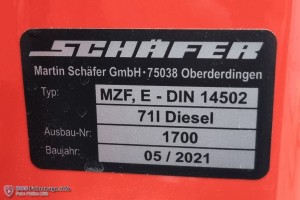 SCHÄFER
Martin Schäfer GmbH · 75038 Oberderdingen
Typ: MZF, E - DIN 14502
71l Diesel
Ausbau-Nr: 1700
Baujahr: 05 / 2021